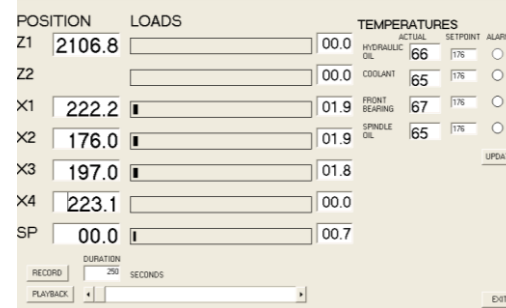 POSITION LOADS TEMPERATURES
ACTUAL SETPOINT ALARM
Z1 2106.8 00.0 HYDRAULIC OIL 66 176
Z2 00.0 COOLANT 65 176
X1 222.2 01.9 FRONT BEARING 67 176
X2 176.0 01.9 SPINDLE OIL 65 176
UPDA
X3 197.0 01.8
X4 223.1 00.0
SP 00.0 00.7
DURATION
RECORD 250 SECONDS
PLAYBACK EXIT